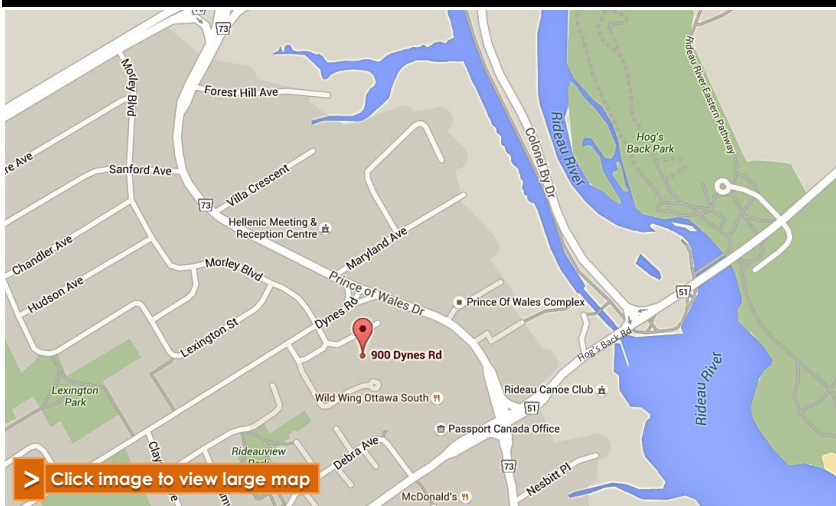 73
Morley Blvd
Forest Hill Ave
Rideau River Eastern Pathway
Colonel By Dr
Rideau River
Hog's
Back Park
re Ave
Sanford Ave
Villa Crescent
73
Hellenic Meeting &
Reception Centre
Maryland Ave
Chandler Ave
Morley Blvd
Hudson Ave
Prince of Wales Dr
51
Dynes Rd
Prince Of Wales Complex
Lexington St
Hog's Back Rd
900 Dynes Rd
Rideau River
Lexington
Park
Wild Wing Ottawa South
Rideau Canoe Club
51
Passport Canada Office
Rideauview
Debra Ave
73
Nesbitt Pl
> Click image to view large map
McDonald's